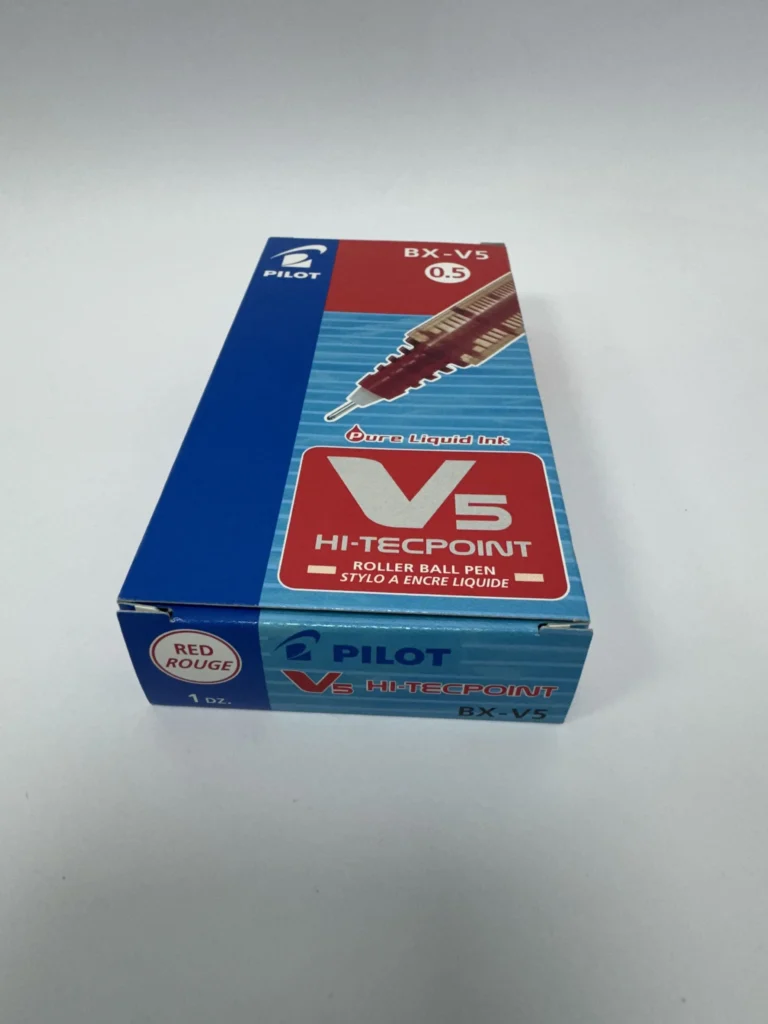 PILOT
BX-V5
0.5
Pure Liquid Ink
V5
HI-TECPOINT
ROLLER BALL PEN
STYLO A ENCRE LIQUIDE
RED
ROUGE
1 DZ.
PILOT
V5 HI-TECPOINT
BX-V5